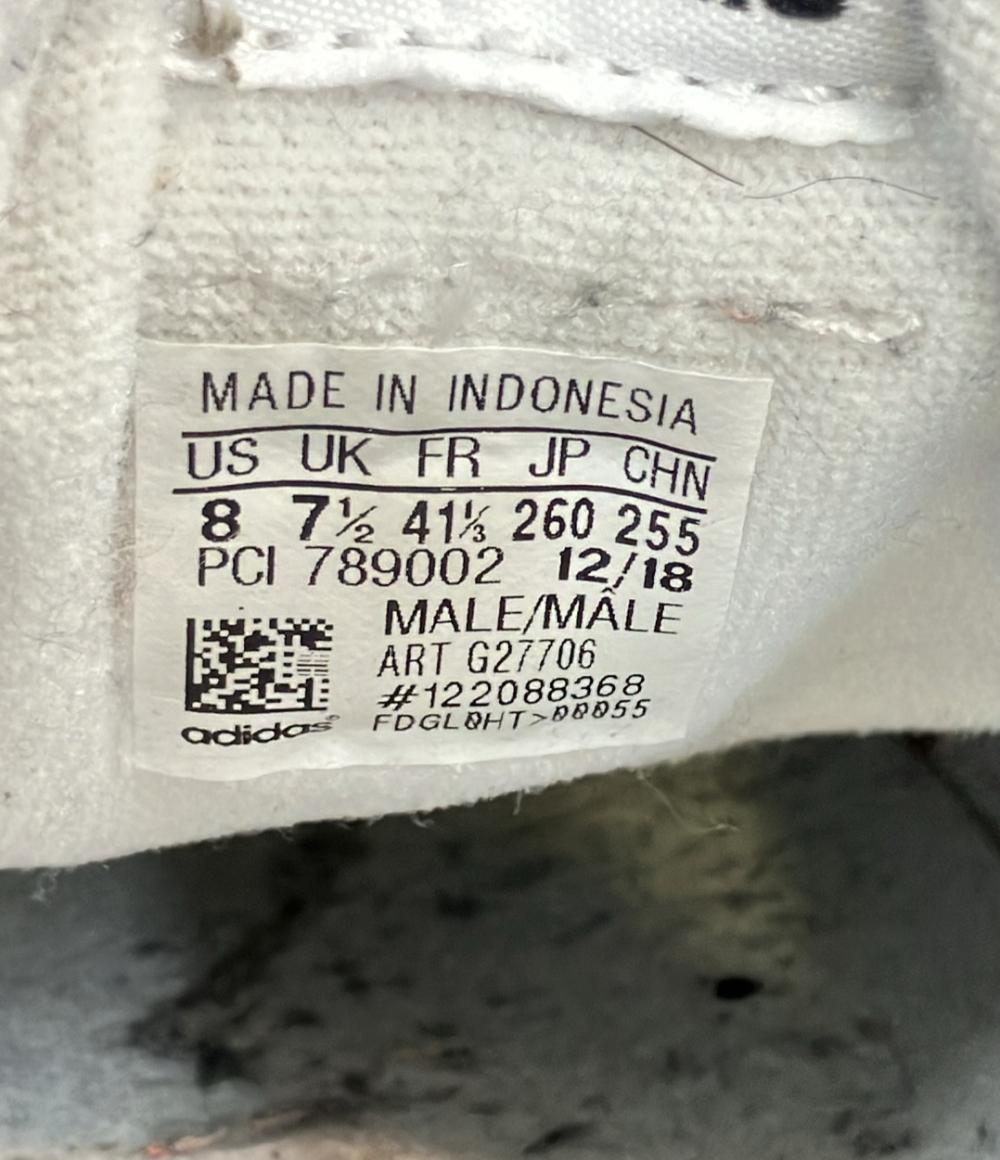 MADE IN INDONESIA
US UK FR JP CHN
8 7½ 41⅓ 260 255
PCI 789002 12/18
MALE/MÂLE
ART G27706
#122088368
FDGL0HT>00055
adidas®